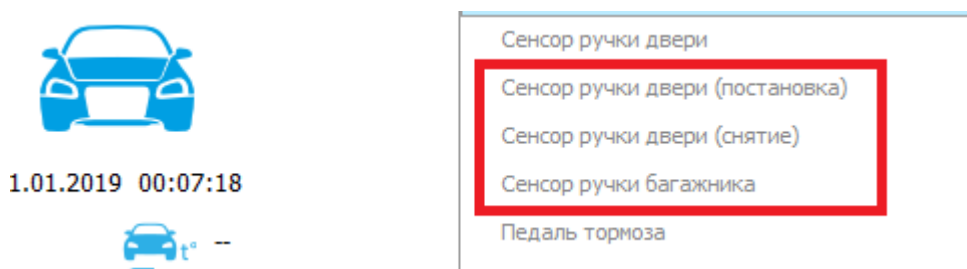 Сенсор ручки двери
Сенсор ручки двери (постановка)
Сенсор ручки двери (снятие)
Сенсор ручки багажника
Педаль тормоза
1.01.2019 00:07:18
t° --